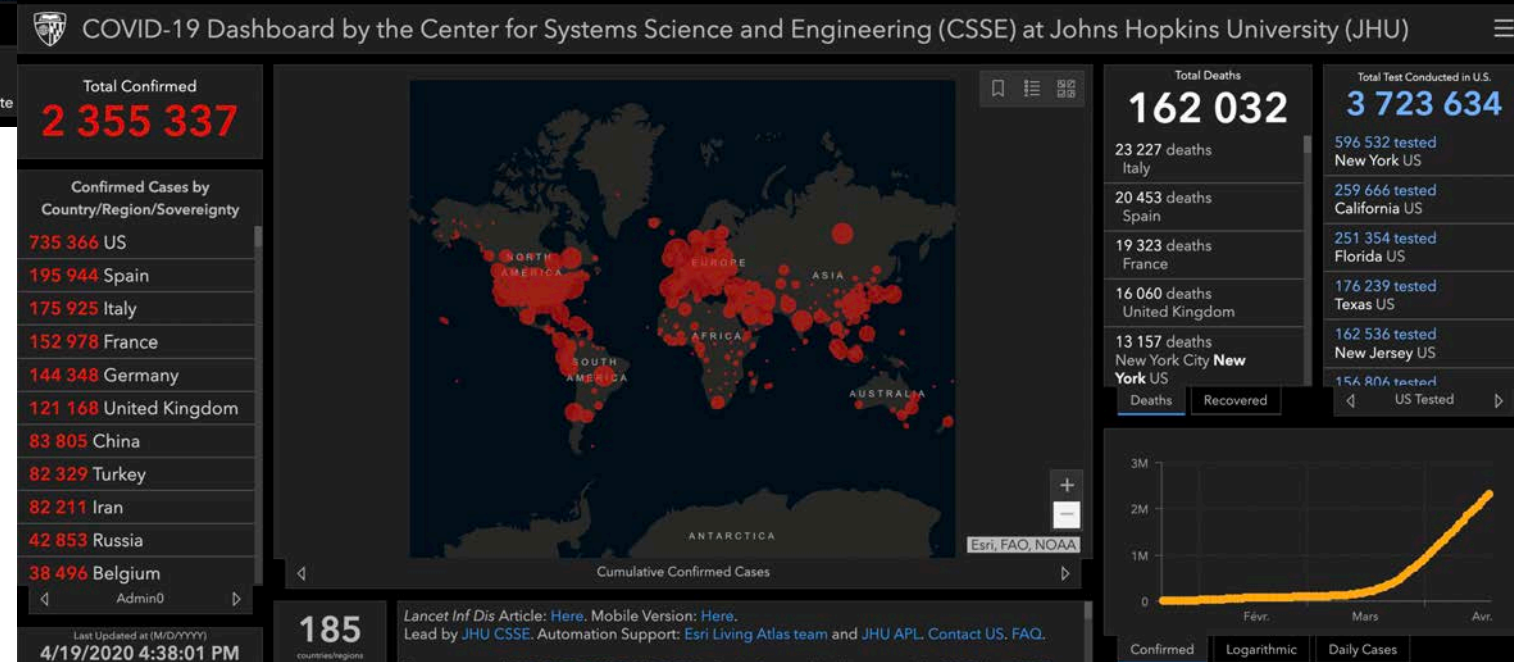 te
COVID-19 Dashboard by the Center for Systems Science and Engineering (CSSE) at Johns Hopkins University (JHU)
Total Confirmed
2 355 337
Confirmed Cases by
Country/Region/Sovereignty
735 366 US
195 944 Spain
175 925 Italy
152 978 France
144 348 Germany
121 168 United Kingdom
83 805 China
82 329 Turkey
82 211 Iran
42 853 Russia
38 496 Belgium
Admin0
Last Updated at (M/D/YYYY)
4/19/2020 4:38:01 PM
NORTH
AMERICA
EUROPE
ASIA
AFRICA
SOUTH
AMERICA
AUSTRALIA
ANTARCTICA
Esri, FAO, NOAA
Cumulative Confirmed Cases
185
countries/regions
Lancet Inf Dis Article: Here. Mobile Version: Here.
Lead by JHU CSSE. Automation Support: Esri Living Atlas team and JHU APL. Contact US. FAQ.
Total Deaths
162 032
23 227 deaths
Italy
20 453 deaths
Spain
19 323 deaths
France
16 060 deaths
United Kingdom
13 157 deaths
New York City New
York US
Deaths
Recovered
Total Test Conducted in U.S.
3 723 634
596 532 tested
New York US
259 666 tested
California US
251 354 tested
Florida US
176 239 tested
Texas US
162 536 tested
New Jersey US
156 806 tested
US Tested
3M
2M
1M
0
Févr.
Mars
Avr.
Confirmed
Logarithmic
Daily Cases